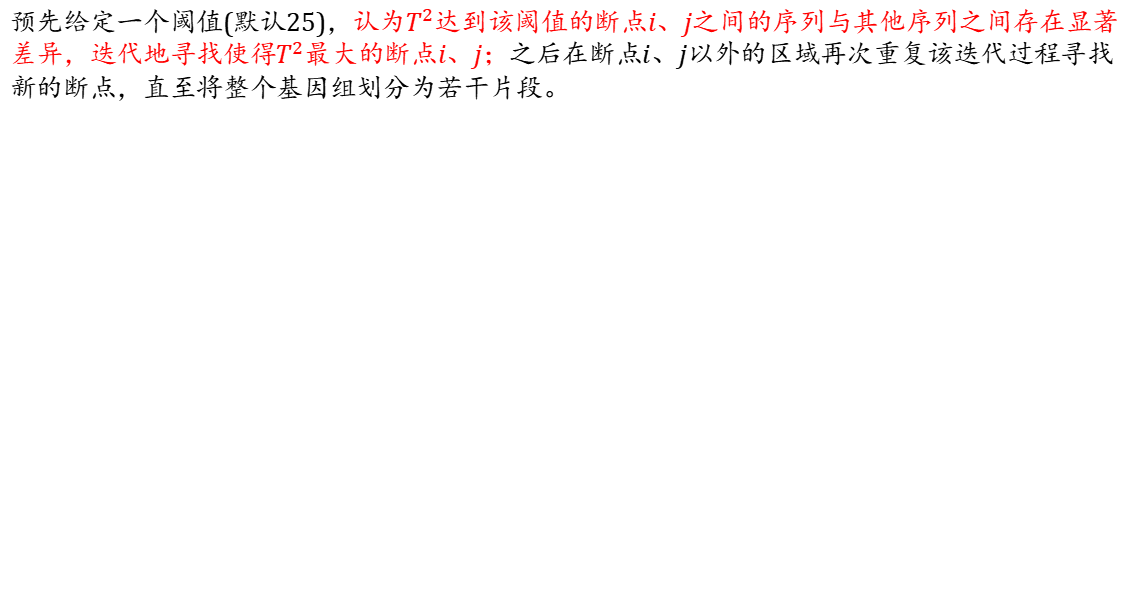 预先给定一个阈值(默认25)，认为𝑇²达到该阈值的断点𝑖、𝑗之间的序列与其他序列之间存在显著
差异，迭代地寻找使得𝑇²最大的断点𝑖、𝑗；之后在断点𝑖、𝑗以外的区域再次重复该迭代过程寻找
新的断点，直至将整个基因组划分为若干片段。